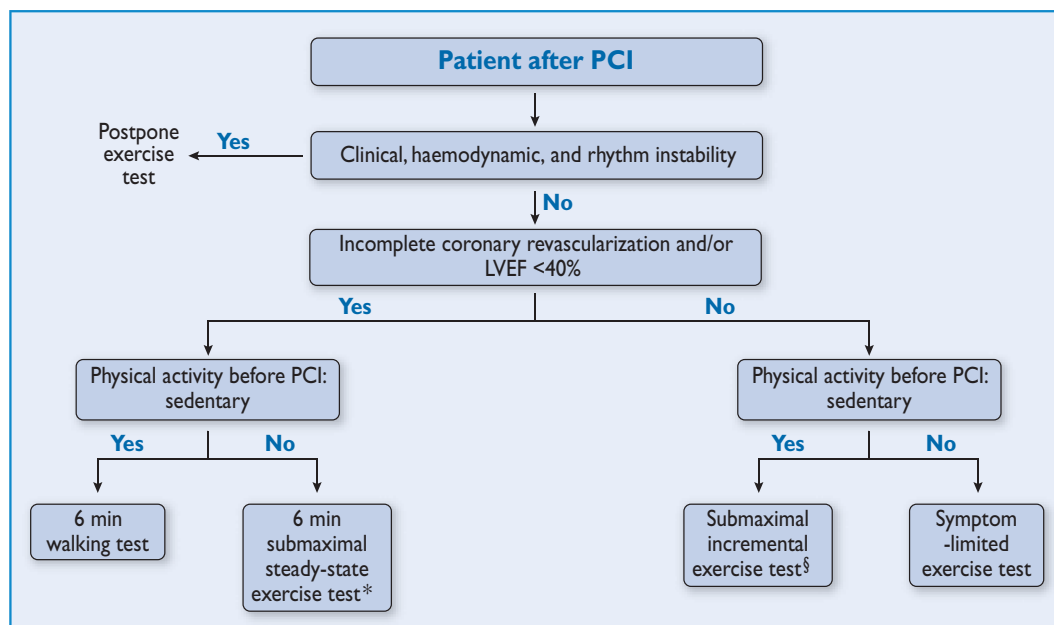 Patient after PCI
Postpone
exercise
test
Yes
Clinical, haemodynamic, and rhythm instability
No
Incomplete coronary revascularization and/or
LVEF <40%
Yes
No
Physical activity before PCI:
sedentary
Physical activity before PCI:
sedentary
Yes
No
Yes
No
6 min
walking test
6 min
submaximal
steady-state
exercise test*
Submaximal
incremental
exercise test§
Symptom
-limited
exercise test